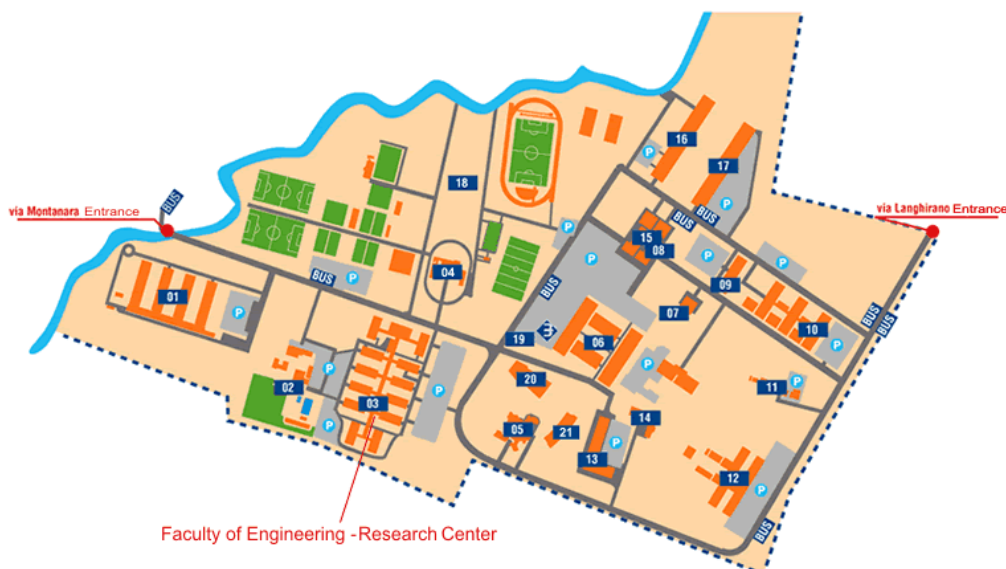 16
P
17
P
18
BUS
via Montanara Entrance
via Langhirano Entrance
BUS
BUS
15
08
P
P
P
BUS
P
04
09
P
01
P
BUS
07
BUS
BUS
19
06
10
P
P
P
02
03
P
20
11
P
14
05
21
P
13
P
12
P
BUS
Faculty of Engineering - Research Center